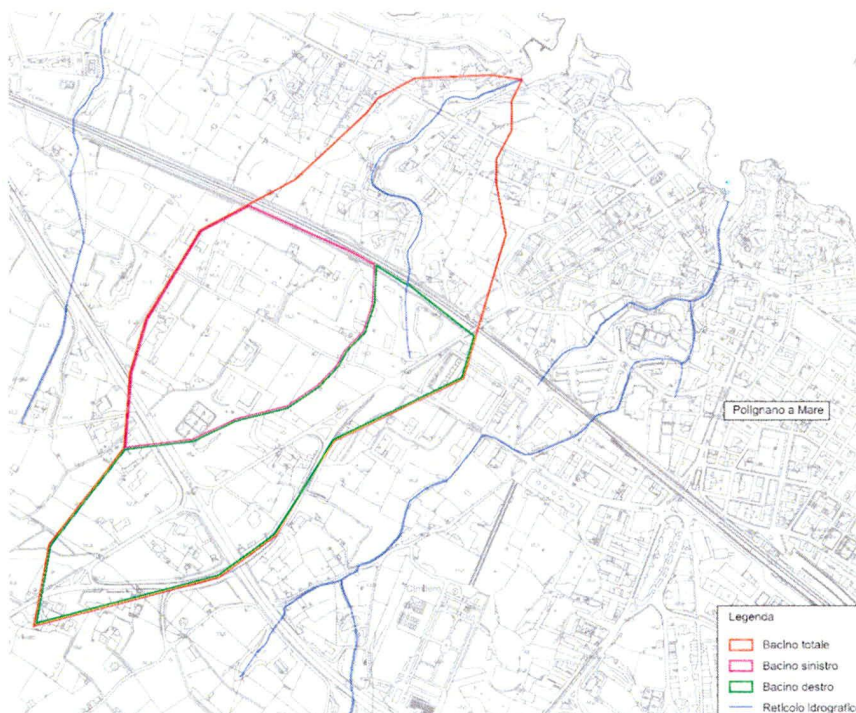 Polignano a Mare
Legenda
Bacino totale
Bacino sinistro
Bacino destro
Reticolo idrografico